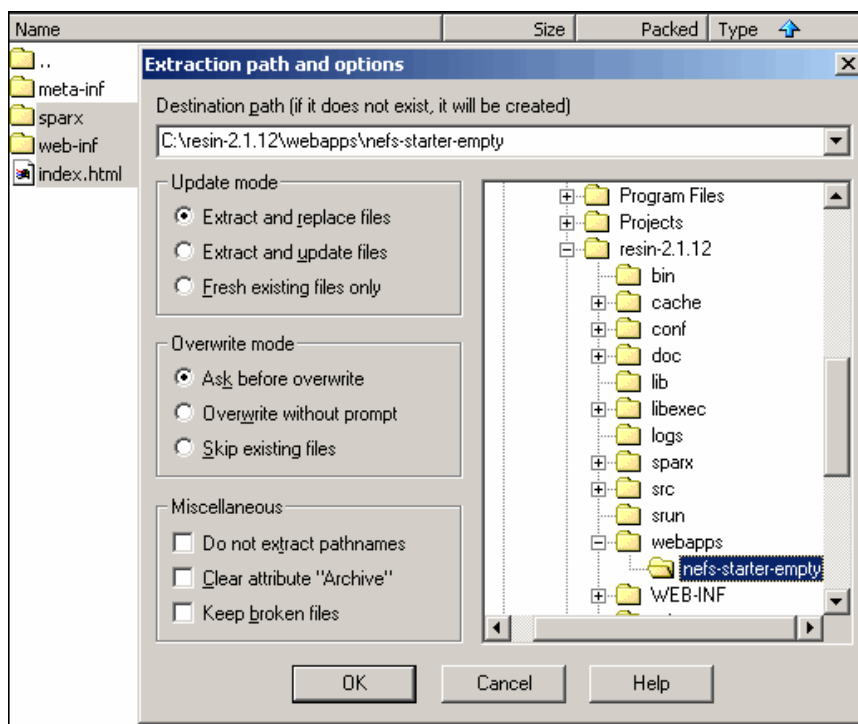 Name Size Packed Type
..
meta-inf
sparx
web-inf
index.html
Extraction path and options
Destination path (if it does not exist, it will be created)
C:\resin-2.1.12\webapps\nefs-starter-empty
Update mode
Extract and replace files
Extract and update files
Fresh existing files only
Overwrite mode
Ask before overwrite
Overwrite without prompt
Skip existing files
Miscellaneous
Do not extract pathnames
Clear attribute "Archive"
Keep broken files
Program Files
Projects
resin-2.1.12
bin
cache
conf
doc
lib
libexec
logs
sparx
src
srun
webapps
nefs-starter-empty
WEB-INF
OK Cancel Help